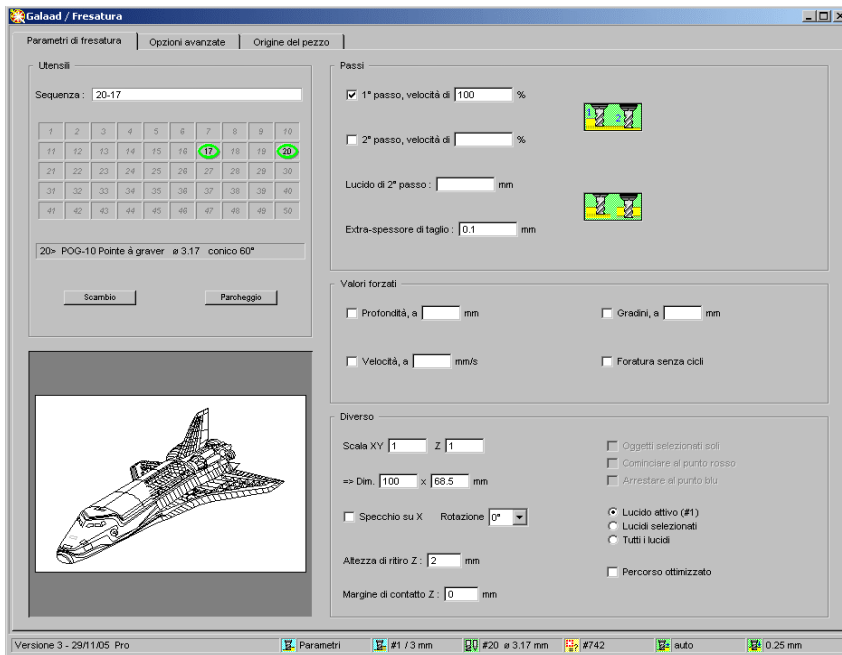 Galaad / Fresatura
Parametri di fresatura
Opzioni avanzate
Origine del pezzo
Utensili
Sequenza : 20-17
1 2 3 4 5 6 7 8 9 10
11 12 13 14 15 16 17 18 19 20
21 22 23 24 25 26 27 28 29 30
31 32 33 34 35 36 37 38 39 40
41 42 43 44 45 46 47 48 49 50
20> POG-10 Pointe à graver ø 3.17 conico 60°
Scambio
Parcheggio
Passi
1° passo, velocità di 100 %
1 2
2° passo, velocità di %
Lucido di 2° passo : mm
Extra-spessore di taglio : 0.1 mm
Valori forzati
Profondità, a mm
Gradini, a mm
Velocità, a mm/s
Foratura senza cicli
Diverso
Scala XY 1 Z 1
=> Dim. 100 x 68.5 mm
Specchio su X Rotazione 0°
Altezza di ritiro Z : 2 mm
Margine di contatto Z : 0 mm
Oggetti selezionati soli
Cominciare al punto rosso
Arrestare al punto blu
Lucido attivo (#1)
Lucidi selezionati
Tutti i lucidi
Percorso ottimizzato
Versione 3 - 29/11/05 Pro
Parametri
#1 / 3 mm
#20 ø 3.17 mm
#742
auto
0.25 mm